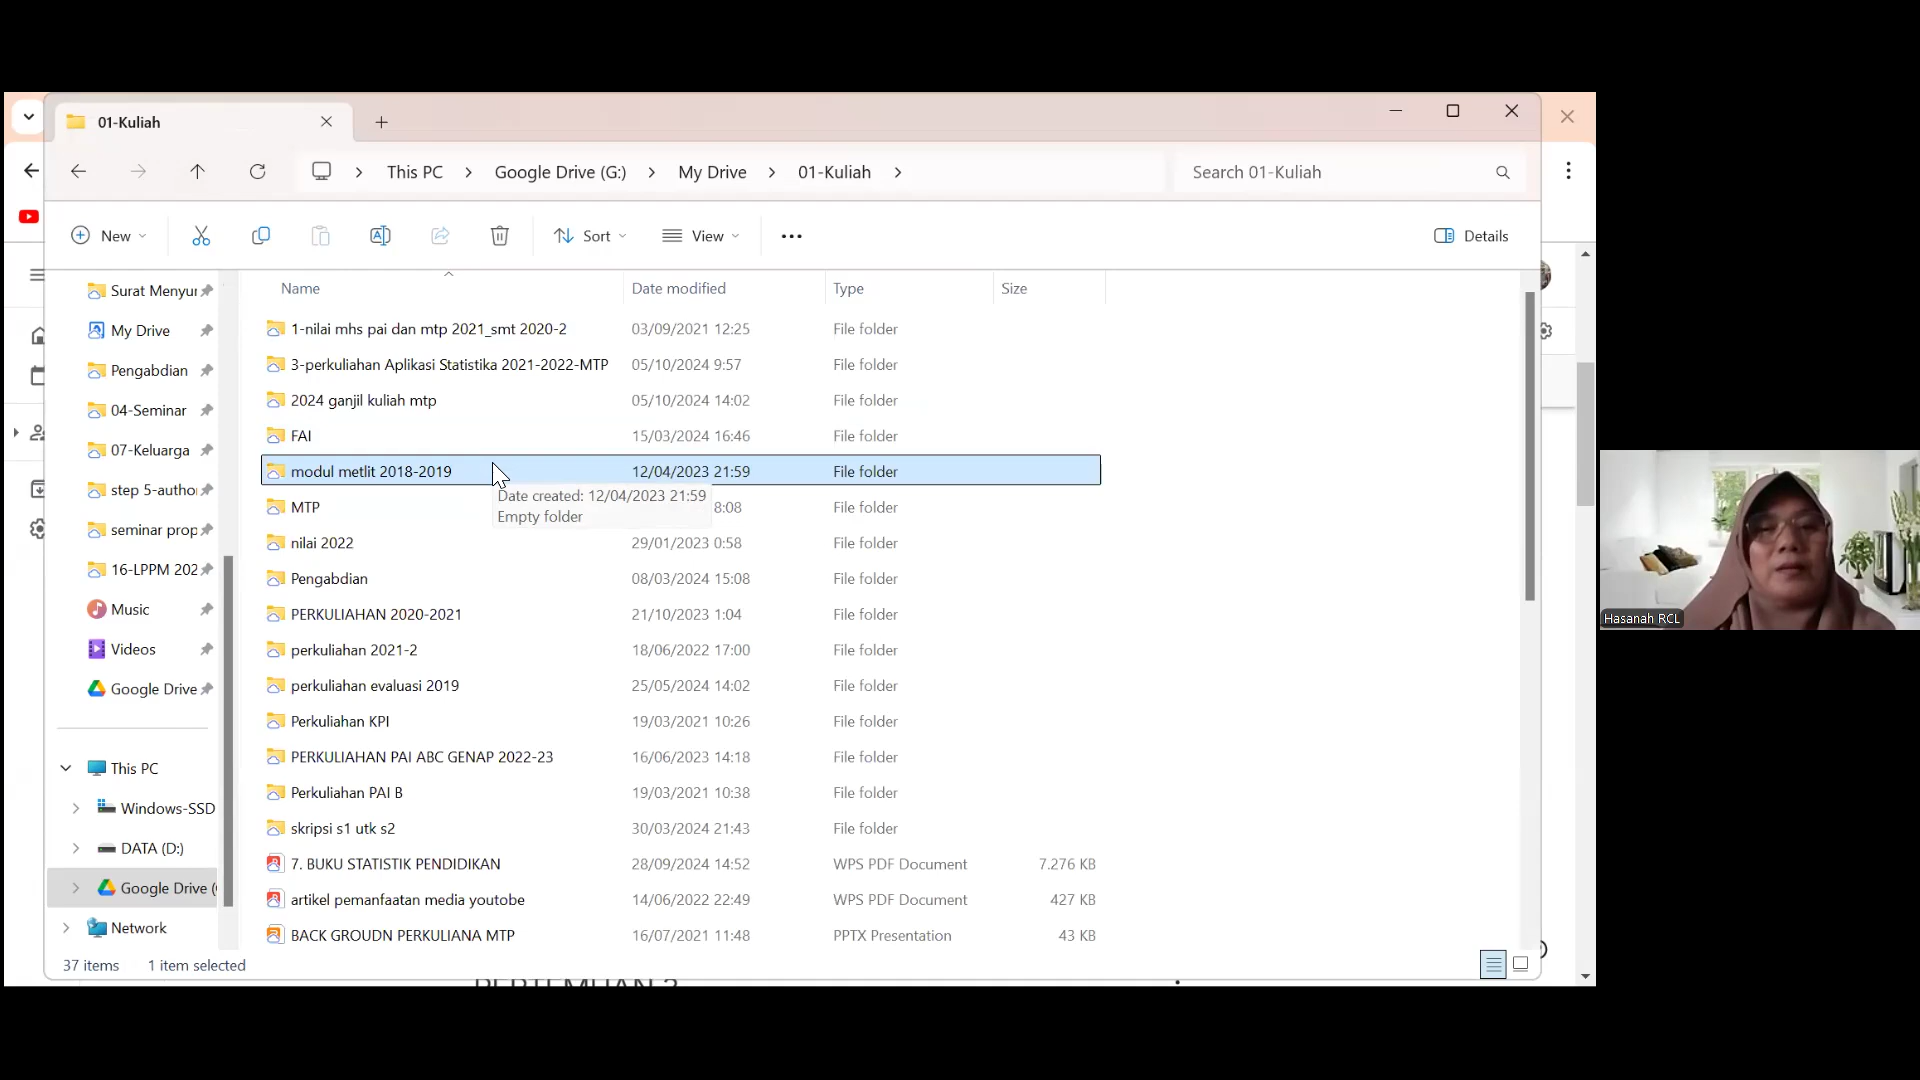 01-Kuliah
This PC
Google Drive (G:)
My Drive
01-Kuliah
Search 01-Kuliah
New
Sort
View
Details
Name
Date modified
Type
Size
Surat Menyu
My Drive
Pengabdian
04-Seminar
07-Keluarga
step 5-autho
seminar prop
16-LPPM 202
Music
Videos
Google Drive
This PC
Windows-SSD
DATA (D:)
Google Drive (
Network
1-nilai mhs pai dan mtp 2021_smt 2020-2 03/09/2021 12:25 File folder
3-perkuliahan Aplikasi Statistika 2021-2022-MTP 05/10/2024 9:57 File folder
2024 ganjil kuliah mtp 05/10/2024 14:02 File folder
FAI 15/03/2024 16:46 File folder
modul metlit 2018-2019 12/04/2023 21:59 File folder
Date created: 12/04/2023 21:59
Empty folder
MTP 8:08 File folder
nilai 2022 29/01/2023 0:58 File folder
Pengabdian 08/03/2024 15:08 File folder
PERKULIAHAN 2020-2021 21/10/2023 1:04 File folder
perkuliahan 2021-2 18/06/2022 17:00 File folder
perkuliahan evaluasi 2019 25/05/2024 14:02 File folder
Perkuliahan KPI 19/03/2021 10:26 File folder
PERKULIAHAN PAI ABC GENAP 2022-23 16/06/2023 14:18 File folder
Perkuliahan PAI B 19/03/2021 10:38 File folder
skripsi s1 utk s2 30/03/2024 21:43 File folder
7. BUKU STATISTIK PENDIDIKAN 28/09/2024 14:52 WPS PDF Document 7.276 KB
artikel pemanfaatan media youtobe 14/06/2022 22:49 WPS PDF Document 427 KB
BACK GROUDN PERKULIANA MTP 16/07/2021 11:48 PPTX Presentation 43 KB
37 items
1 item selected
Hasanah RCL